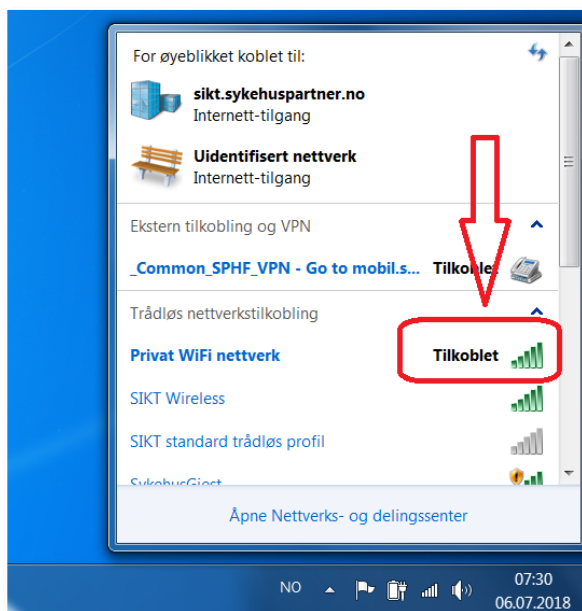 For øyeblikket koblet til:
sikt.sykehuspartner.no
Internett-tilgang
Uidentifisert nettverk
Internett-tilgang
Ekstern tilkobling og VPN
_Common_SPHF_VPN - Go to mobil.s... Tilkoblet
Trådløs nettverkstilkobling
Privat WiFi nettverk Tilkoblet
SIKT Wireless
SIKT standard trådløs profil
SykehusGjest
Åpne Nettverks- og delingssenter
NO
07:30
06.07.2018